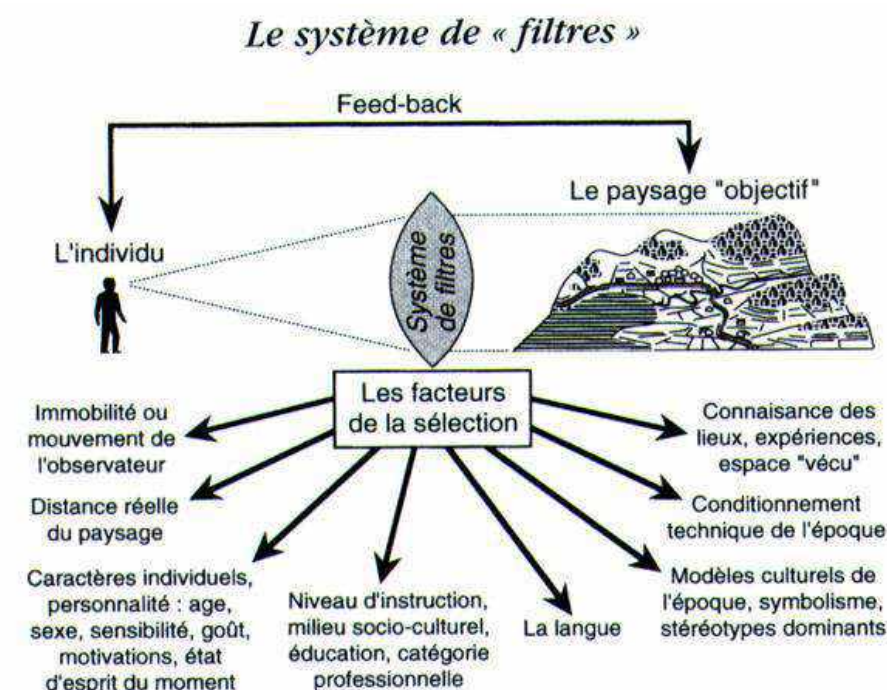 Le système de « filtres »
Feed-back
Le paysage "objectif"
L'individu
Système
de filtres
Les facteurs
de la sélection
Immobilité ou
mouvement de
l'observateur
Distance réelle
du paysage
Caractères individuels,
personnalité : age,
sexe, sensibilité, goût,
motivations, état
d'esprit du moment
Niveau d'instruction,
milieu socio-culturel,
éducation, catégorie
professionnelle
La langue
Modèles culturels de
l'époque, symbolisme,
stéréotypes dominants
Conditionnement
technique de l'époque
Connaisance des
lieux, expériences,
espace "vécu"